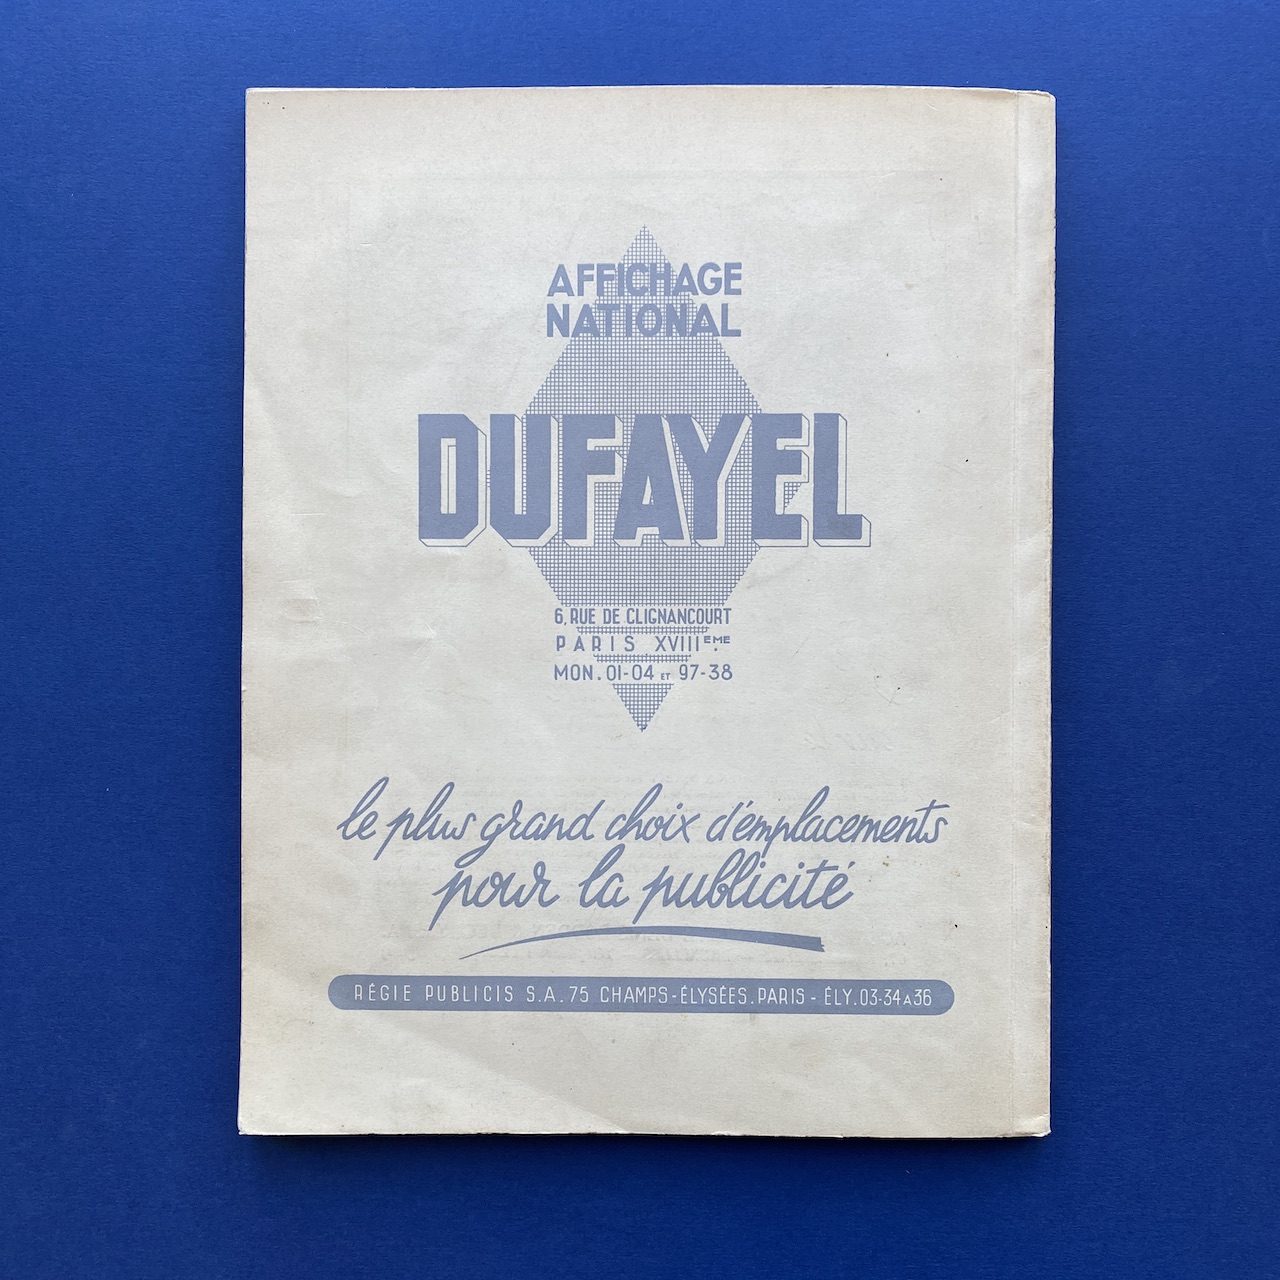 AFFICHAGE
NATIONAL
DUFAYEL
6, RUE DE CLIGNANCOURT
PARIS XVIIIEME.
MON. 01-04 ET 97-38
le plus grand choix d'emplacements
pour la publicité
RÉGIE PUBLICIS S.A. 75 CHAMPS-ÉLYSÉES. PARIS - ÉLY. 03-34 A 36